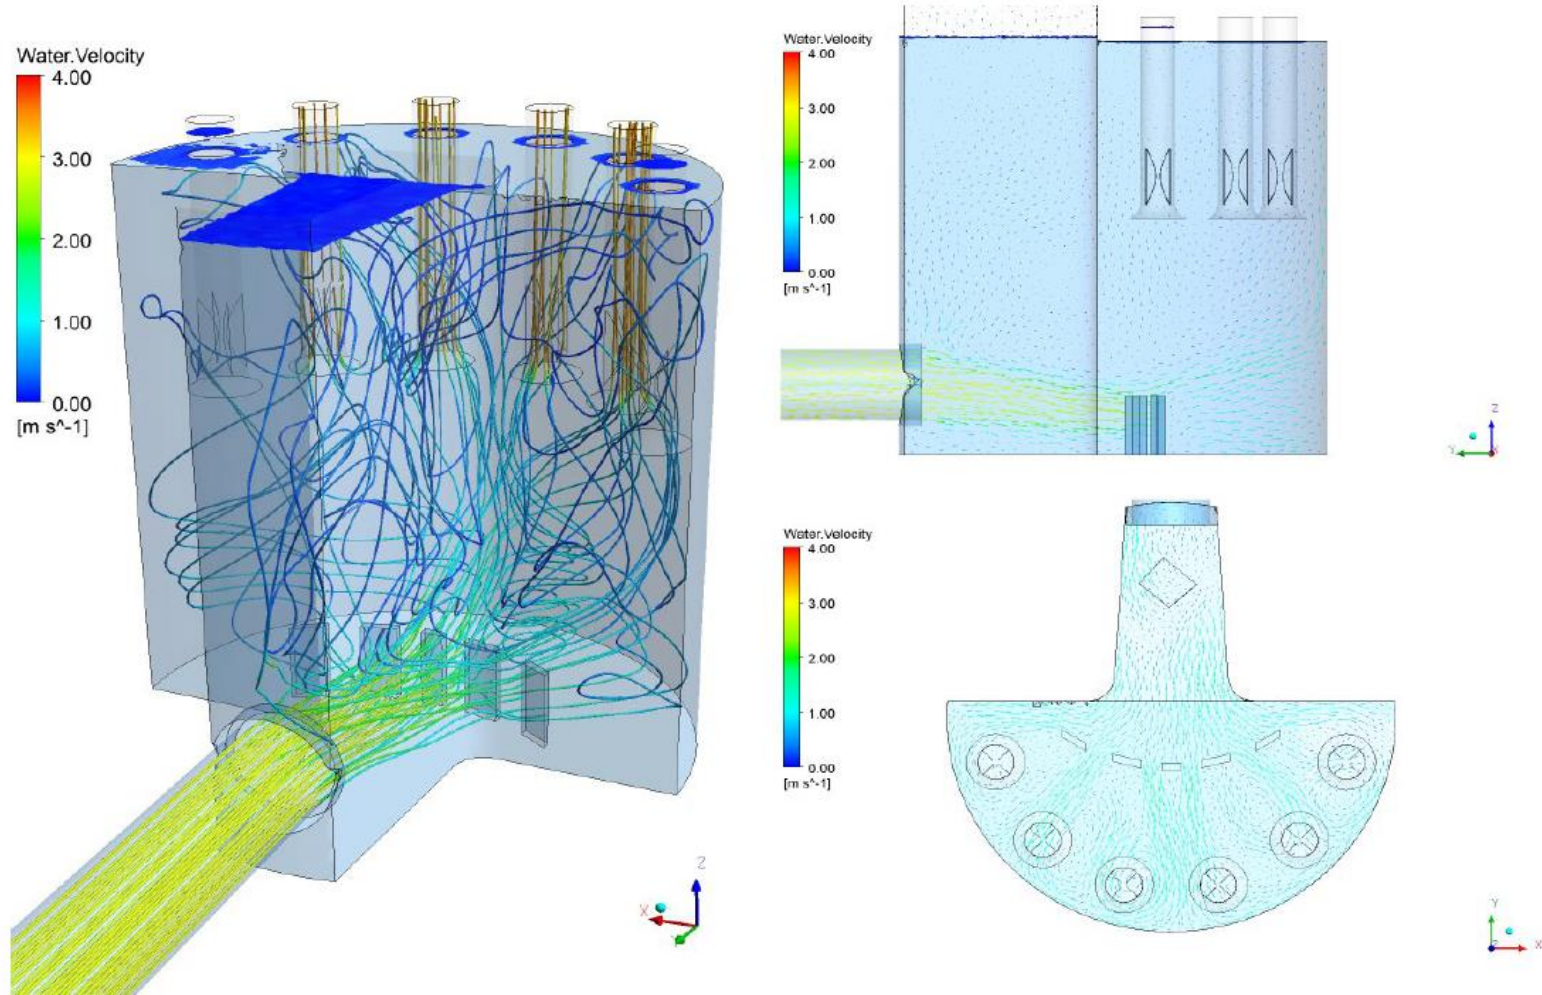 Water.Velocity
4.00
3.00
2.00
1.00
0.00
[m s^-1]
Z
X
Y
Water.Velocity
4.00
3.00
2.00
1.00
0.00
[m s^-1]
Z
Y
X
Water.Velocity
4.00
3.00
2.00
1.00
0.00
[m s^-1]
Y
Z
X